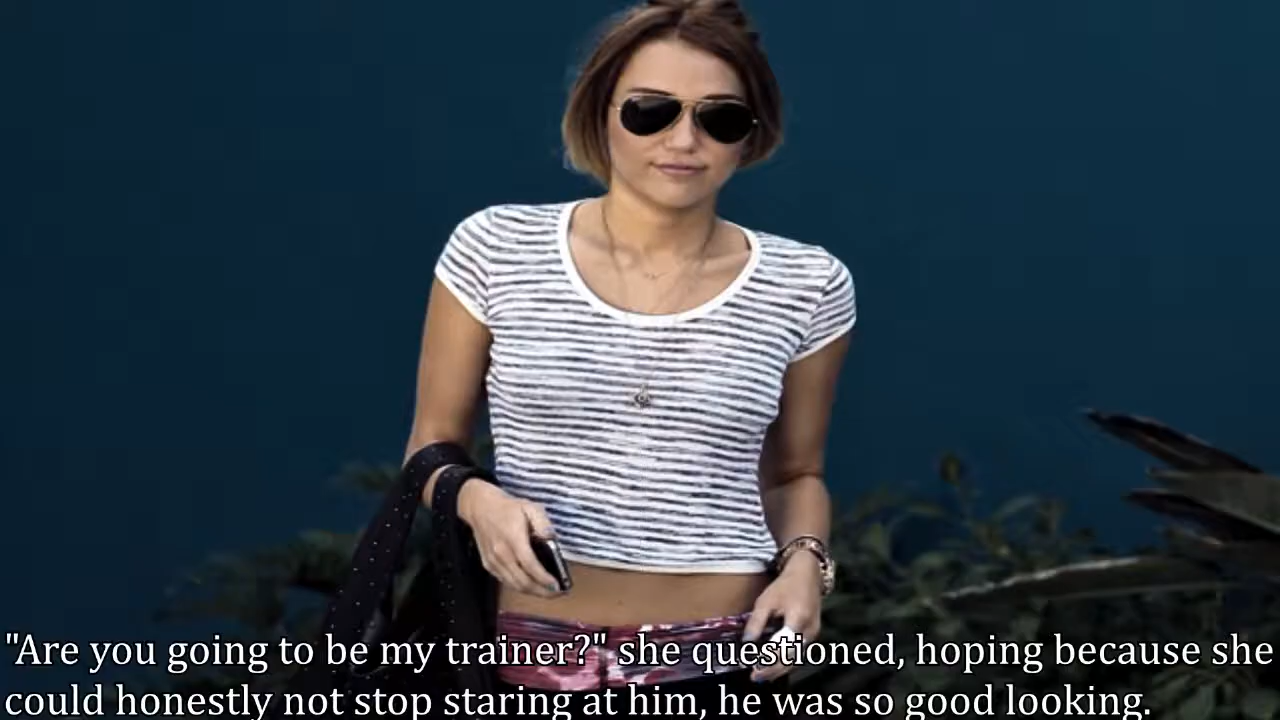 "Are you going to be my trainer?" she questioned, hoping because she
could honestly not stop staring at him, he was so good looking.